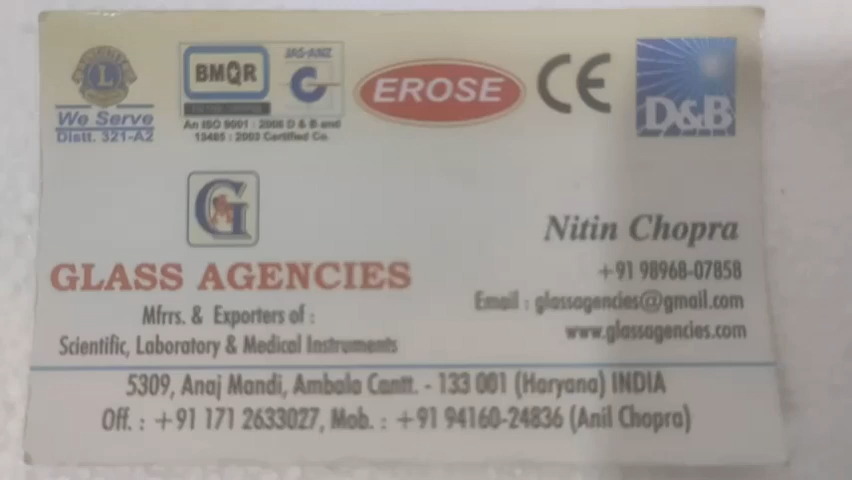 We Serve
Distt. 321-A2
BMQR
JAS-ANZ
An ISO 9001 : 2008 D & B and
13485 : 2003 Certified Co.
EROSE
CE
D&B
G
GLASS AGENCIES
Mfrrs. & Exporters of :
Scientific, Laboratory & Medical Instruments
Nitin Chopra
+91 98968-07858
Email : glassagencies@gmail.com
www.glassagencies.com
5309, Anaj Mandi, Ambala Cantt. - 133 001 (Haryana) INDIA
Off. : +91 171 2633027, Mob. : +91 94160-24836 (Anil Chopra)